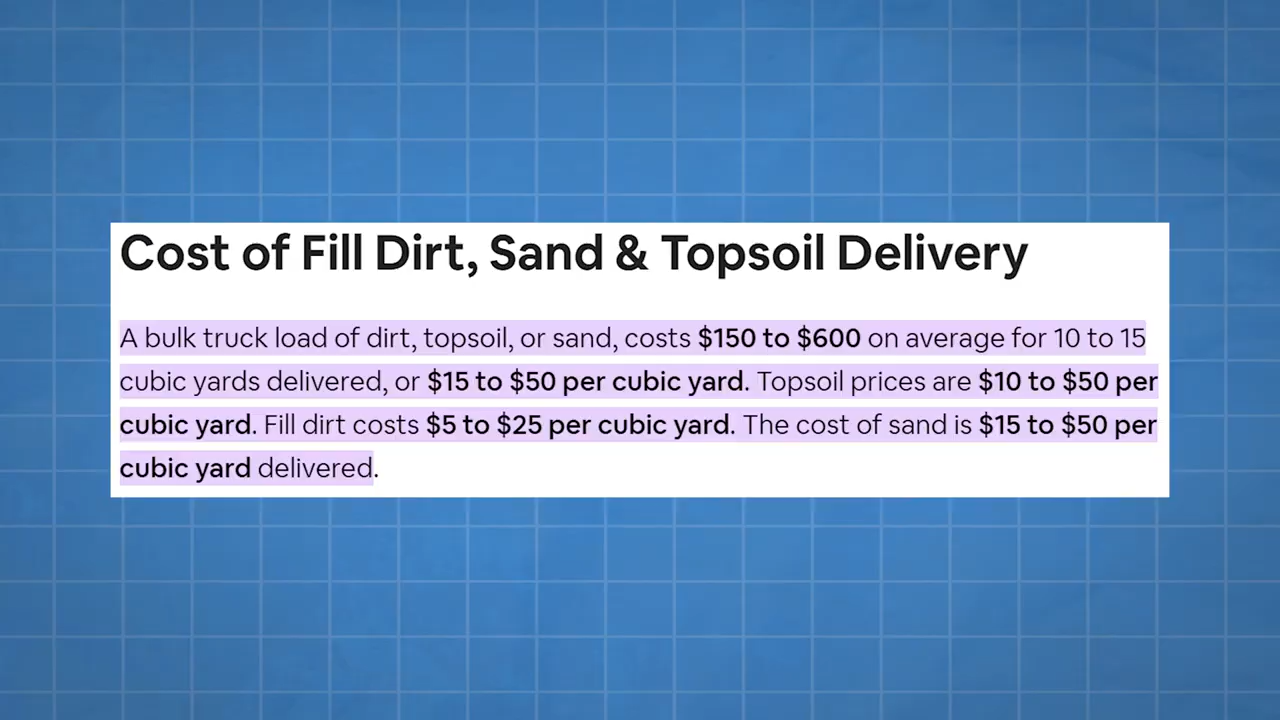 Cost of Fill Dirt, Sand & Topsoil Delivery
A bulk truck load of dirt, topsoil, or sand, costs $150 to $600 on average for 10 to 15
cubic yards delivered, or $15 to $50 per cubic yard. Topsoil prices are $10 to $50 per
cubic yard. Fill dirt costs $5 to $25 per cubic yard. The cost of sand is $15 to $50 per
cubic yard delivered.